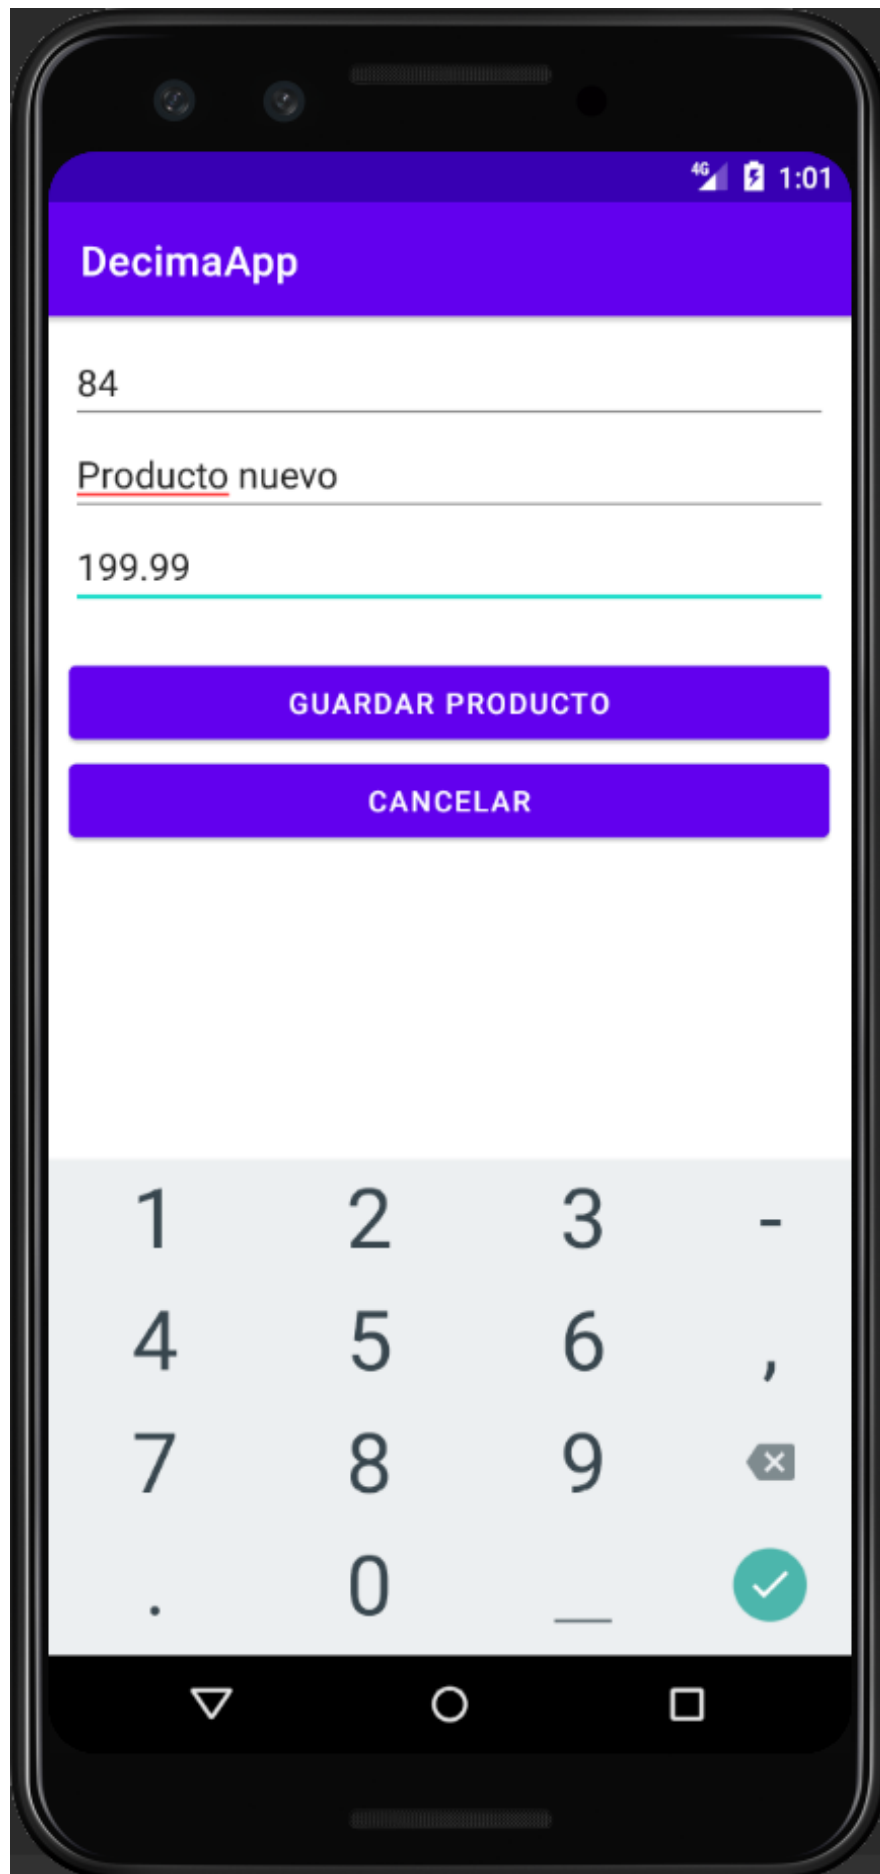 4G 1:01
DecimaApp
84
Producto nuevo
199.99
GUARDAR PRODUCTO
CANCELAR
1 2 3 -
4 5 6 ,
7 8 9
. 0 _